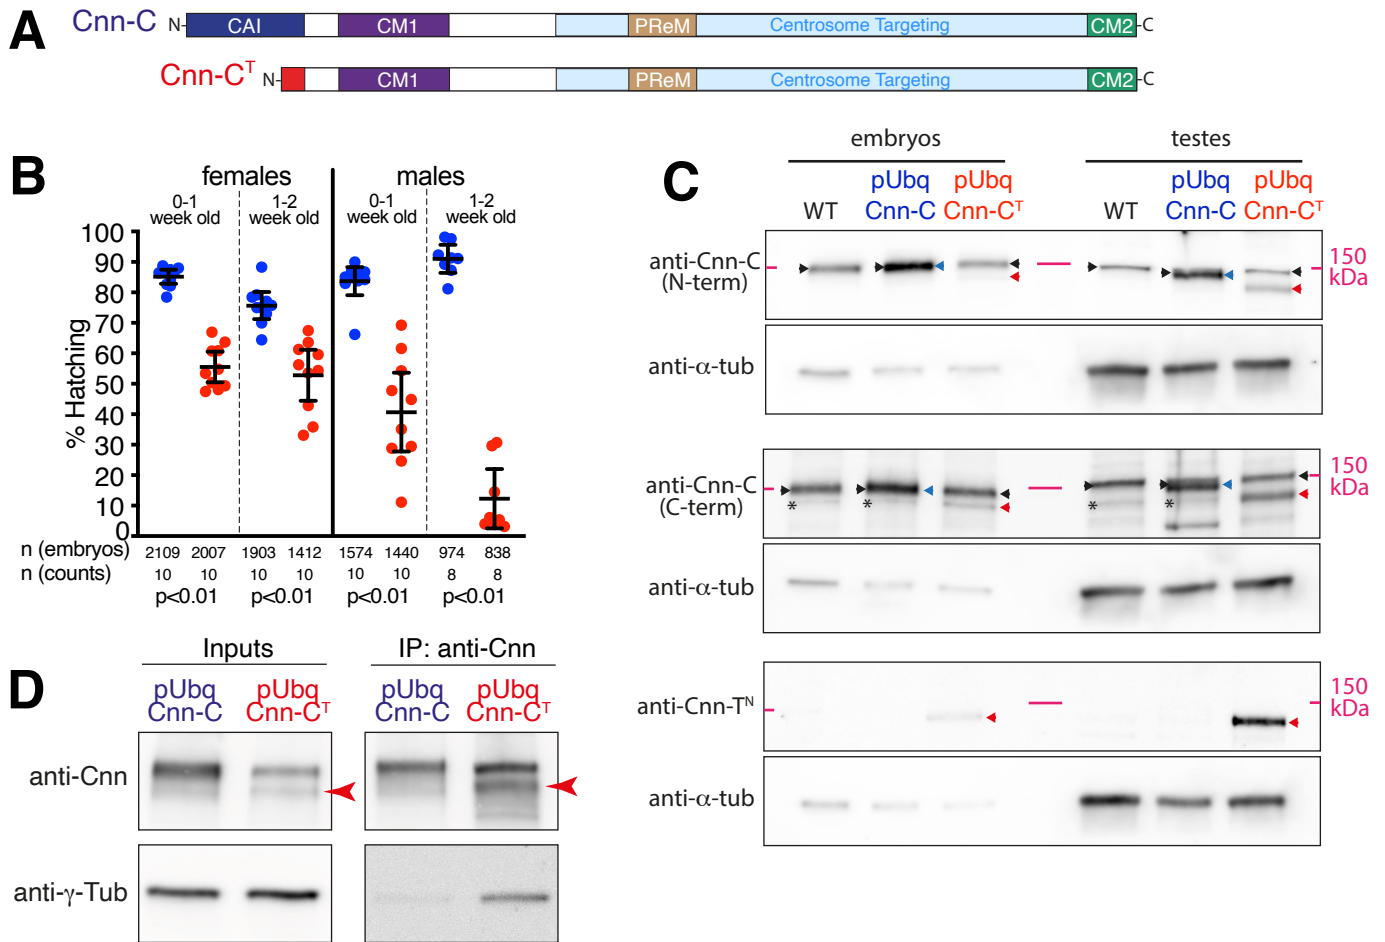 A
Cnn-C N- CAI CM1 PReM Centrosome Targeting CM2 -C
Cnn-Cᵀ N- CM1 PReM Centrosome Targeting CM2 -C
B
females males
0-1 week old 1-2 week old 0-1 week old 1-2 week old
% Hatching
100
90
80
70
60
50
40
30
20
10
0
n (embryos) 2109 2007 1903 1412 1574 1440 974 838
n (counts) 10 10 10 10 10 10 8 8
p<0.01 p<0.01 p<0.01 p<0.01
C
embryos testes
WT pUbq Cnn-C pUbq Cnn-Cᵀ WT pUbq Cnn-C pUbq Cnn-Cᵀ
anti-Cnn-C
(N-term)
150
kDa
anti-α-tub
anti-Cnn-C
(C-term)
* * * *
150
kDa
anti-α-tub
anti-Cnn-Tᴺ
150
kDa
anti-α-tub
D
Inputs IP: anti-Cnn
pUbq Cnn-C pUbq Cnn-Cᵀ pUbq Cnn-C pUbq Cnn-Cᵀ
anti-Cnn
anti-γ-Tub